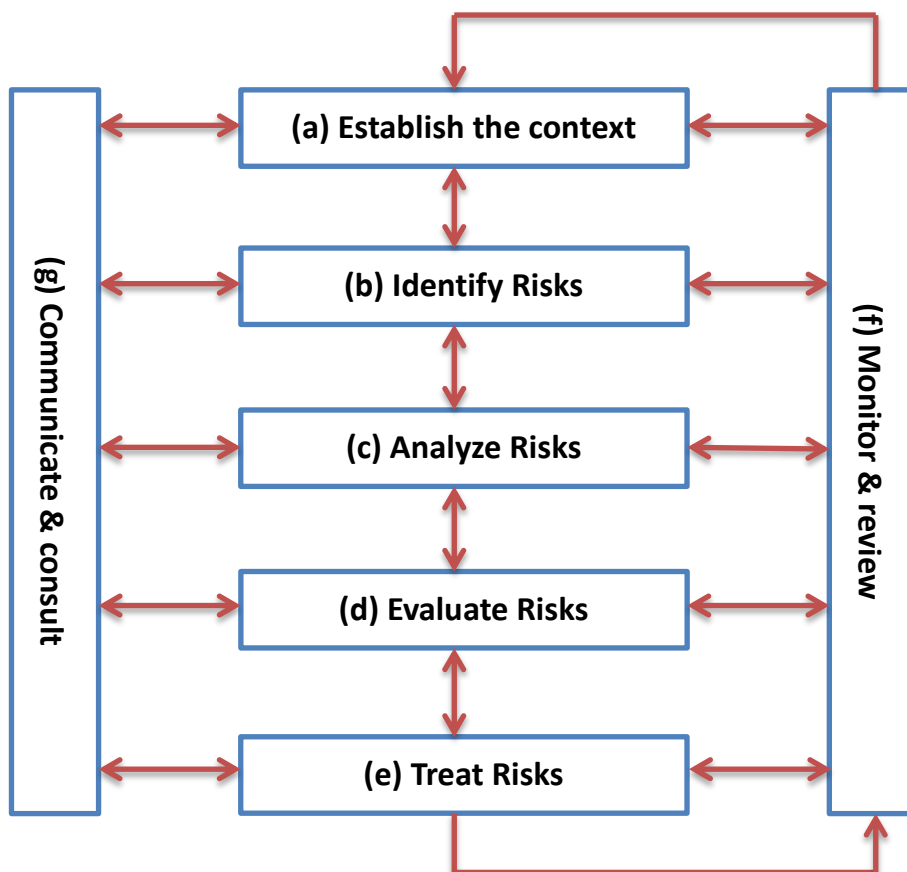 (a) Establish the context
(b) Identify Risks
(c) Analyze Risks
(d) Evaluate Risks
(e) Treat Risks
(f) Monitor & review
(g) Communicate & consult